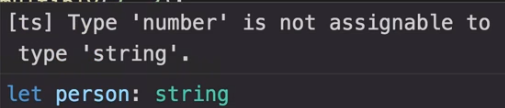 [ts] Type 'number' is not assignable to
type 'string'.
let person: string